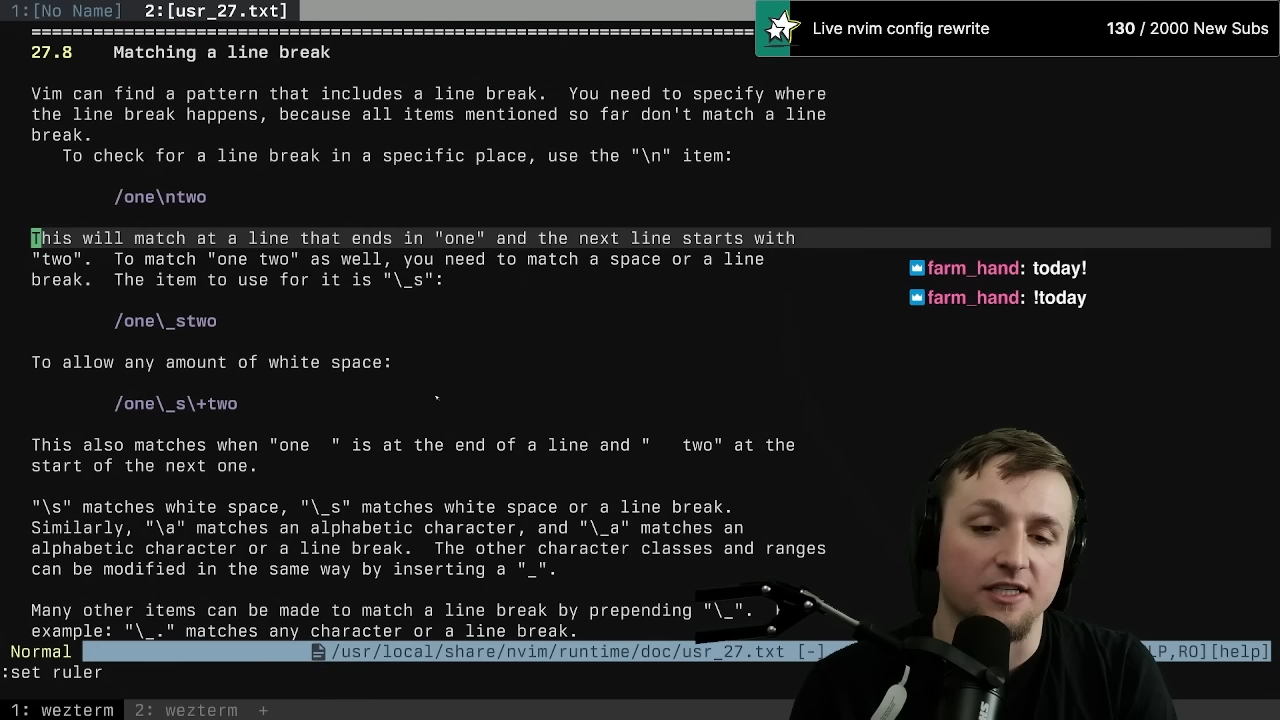 1:[No Name]  2:[usr_27.txt]
Live nvim config rewrite
130 / 2000 New Subs
==============================================================
27.8    Matching a line break
Vim can find a pattern that includes a line break.  You need to specify where
the line break happens, because all items mentioned so far don't match a line
break.
   To check for a line break in a specific place, use the "\n" item:
/one\ntwo
This will match at a line that ends in "one" and the next line starts with
"two".  To match "one two" as well, you need to match a space or a line
break.  The item to use for it is "\_s":
farm_hand: today!
farm_hand: !today
/one\_stwo
To allow any amount of white space:
/one\_s\+two
This also matches when "one  " is at the end of a line and "   two" at the
start of the next one.
"\s" matches white space, "\_s" matches white space or a line break.
Similarly, "\a" matches an alphabetic character, and "\_a" matches an
alphabetic character or a line break.  The other character classes and ranges
can be modified in the same way by inserting a "_".
Many other items can be made to match a line break by prepending "\_".
example: "\_." matches any character or a line break.
Normal  /usr/local/share/nvim/runtime/doc/usr_27.txt [-] LP,RO][help]
:set ruler
1: wezterm  2: wezterm  +